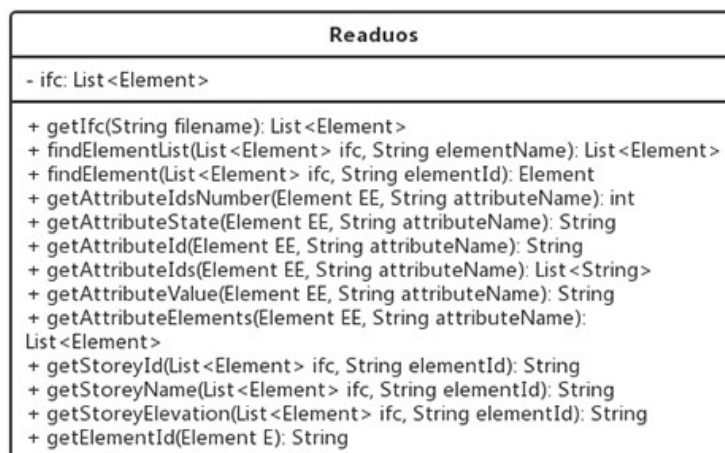 Readuos
- ifc: List<Element>
+ getIfc(String filename): List<Element>
+ findElementList(List<Element> ifc, String elementName): List<Element>
+ findElement(List<Element> ifc, String elementId): Element
+ getAttributeIdsNumber(Element EE, String attributeName): int
+ getAttributeState(Element EE, String attributeName): String
+ getAttributeId(Element EE, String attributeName): String
+ getAttributeIds(Element EE, String attributeName): List<String>
+ getAttributeValue(Element EE, String attributeName): String
+ getAttributeElements(Element EE, String attributeName):
List<Element>
+ getStoreyId(List<Element> ifc, String elementId): String
+ getStoreyName(List<Element> ifc, String elementId): String
+ getStoreyElevation(List<Element> ifc, String elementId): String
+ getElementId(Element E): String